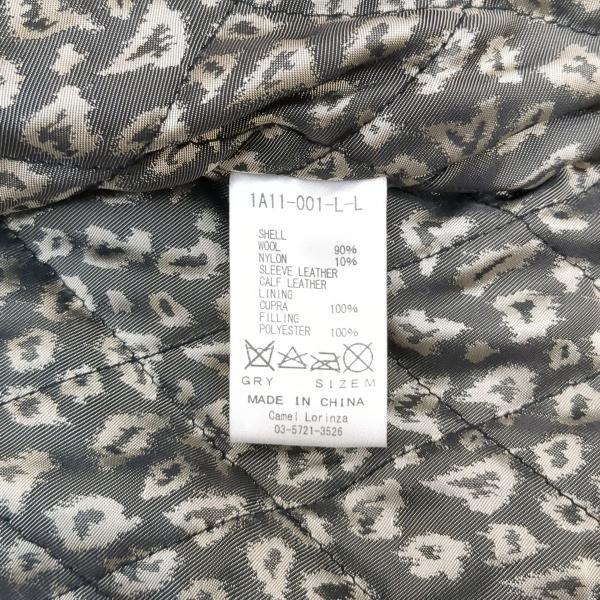 1A11-001-L-L
SHELL
WOOL 90%
NYLON 10%
SLEEVE LEATHER
CALF LEATHER
LINING
CUPRA 100%
FILLING
POLYESTER 100%
GRY SIZE M
MADE IN CHINA
Camel Lorinza
03-5721-3526